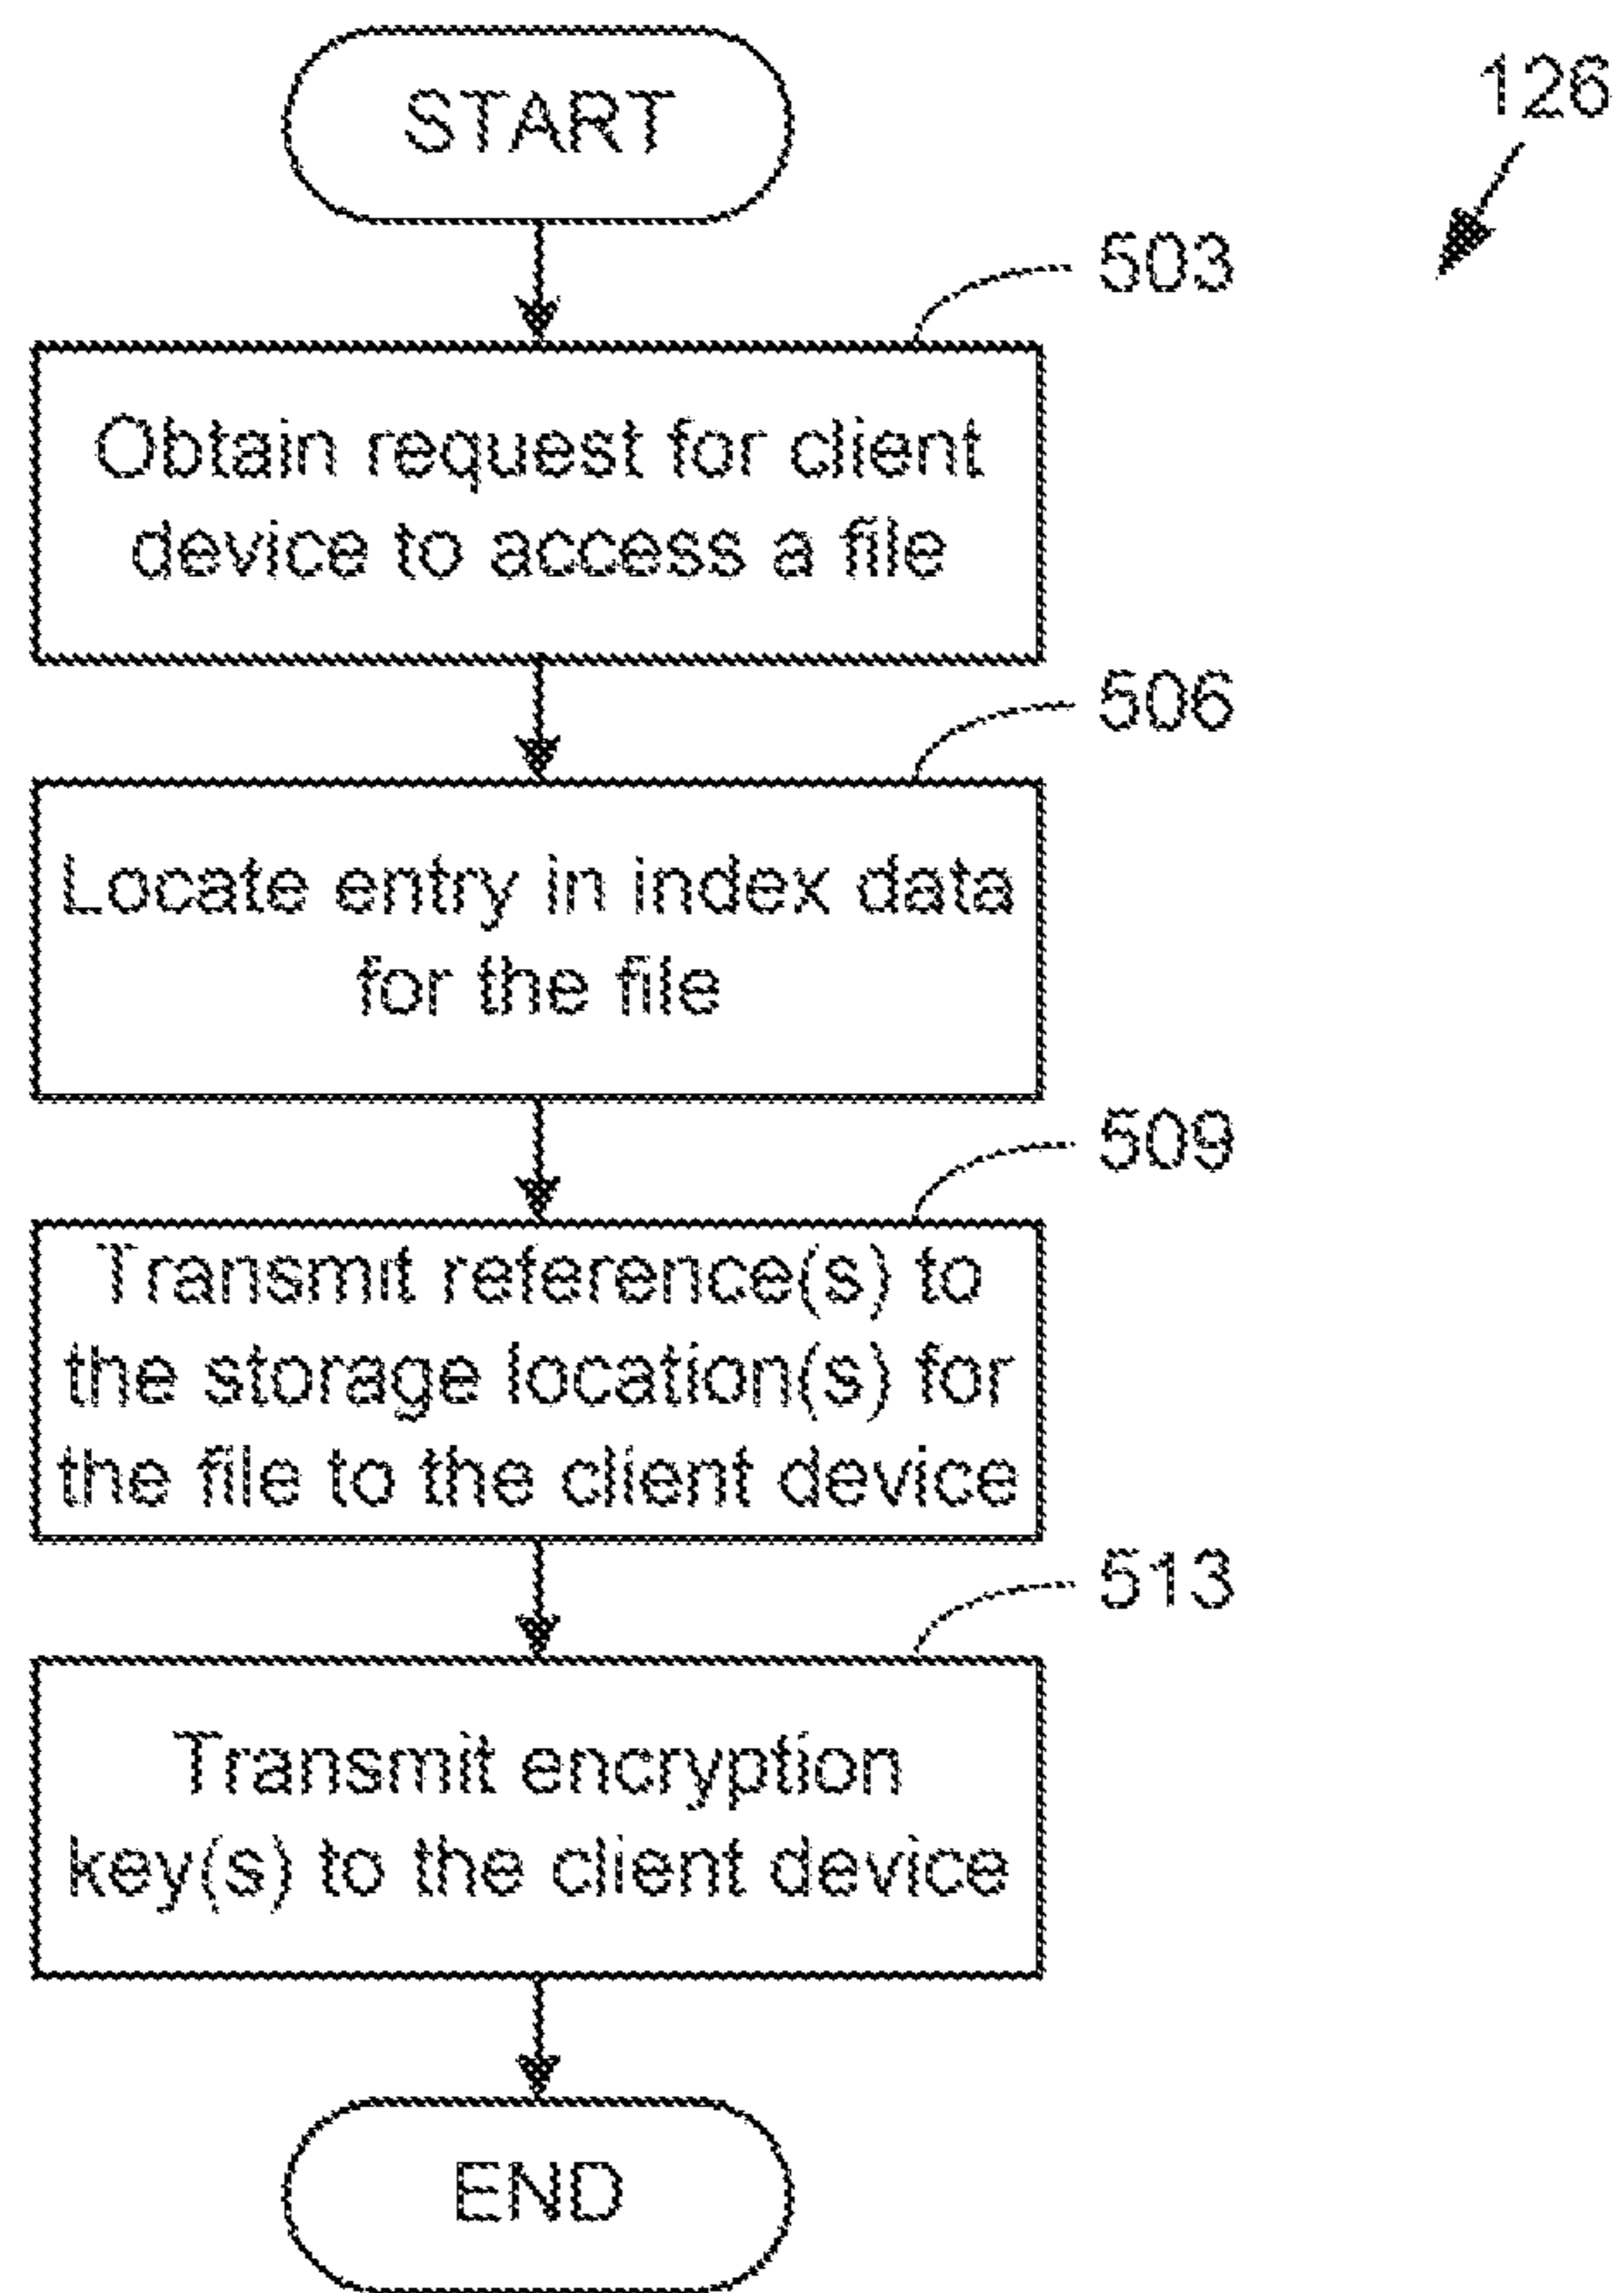 START
126
503
Obtain request for client
device to access a file
506
Locate entry in index data
for the file
509
Transmit reference(s) to
the storage location(s) for
the file to the client device
513
Transmit encryption
key(s) to the client device
END